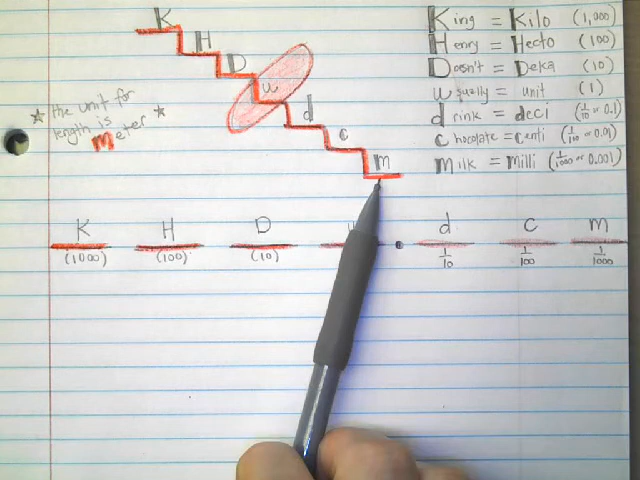 K
H
D
u
d
c
m
★ the unit for
length is
meter ★
King = Kilo (1,000)
Henry = Hecto (100)
Doesn't = Deka (10)
usually = unit (1)
drink = deci (1/10 or 0.1)
chocolate = centi (1/10 or 0.01)
milk = milli (1/1000 or 0.001)
K H D d c m
(1000) (100) (10) 1/10 1/100 1/1000